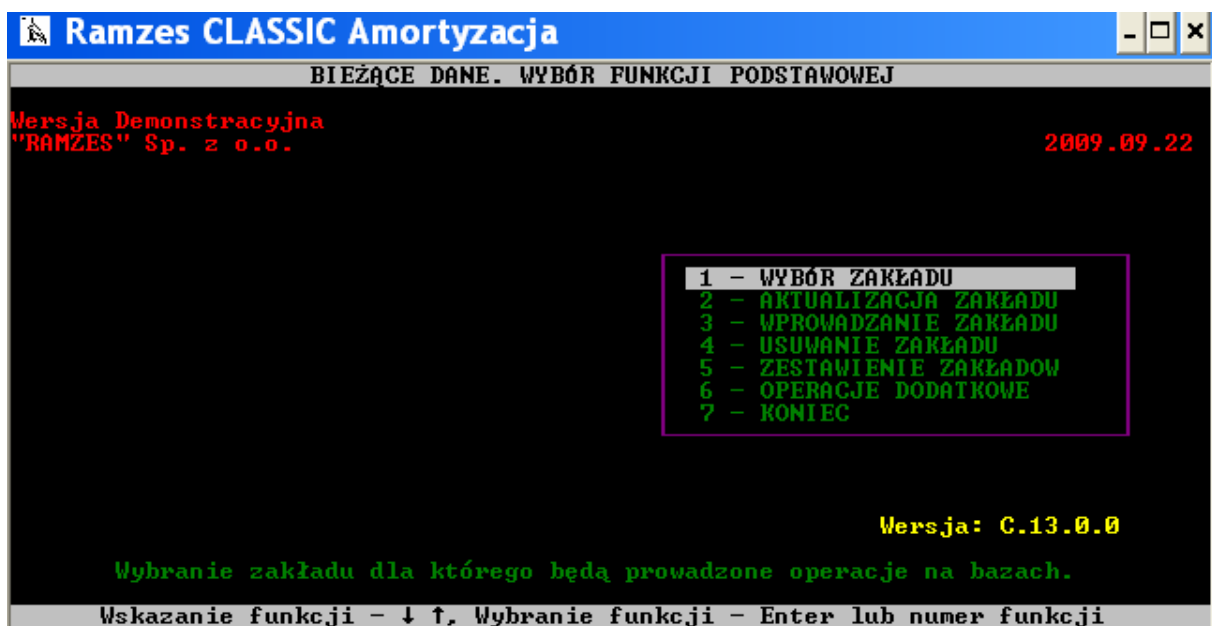 Ramzes CLASSIC Amortyzacja
BIEŻĄCE DANE. WYBÓR FUNKCJI PODSTAWOWEJ
Wersja Demonstracyjna
"RAMZES" Sp. z o.o. 2009.09.22
1 - WYBÓR ZAKŁADU
2 - AKTUALIZACJA ZAKŁADU
3 - WPROWADZANIE ZAKŁADU
4 - USUWANIE ZAKŁADU
5 - ZESTAWIENIE ZAKŁADOW
6 - OPERACJE DODATKOWE
7 - KONIEC
Wersja: C.13.0.0
Wybranie zakładu dla którego będą prowadzone operacje na bazach.
Wskazanie funkcji - ↓ ↑, Wybranie funkcji - Enter lub numer funkcji